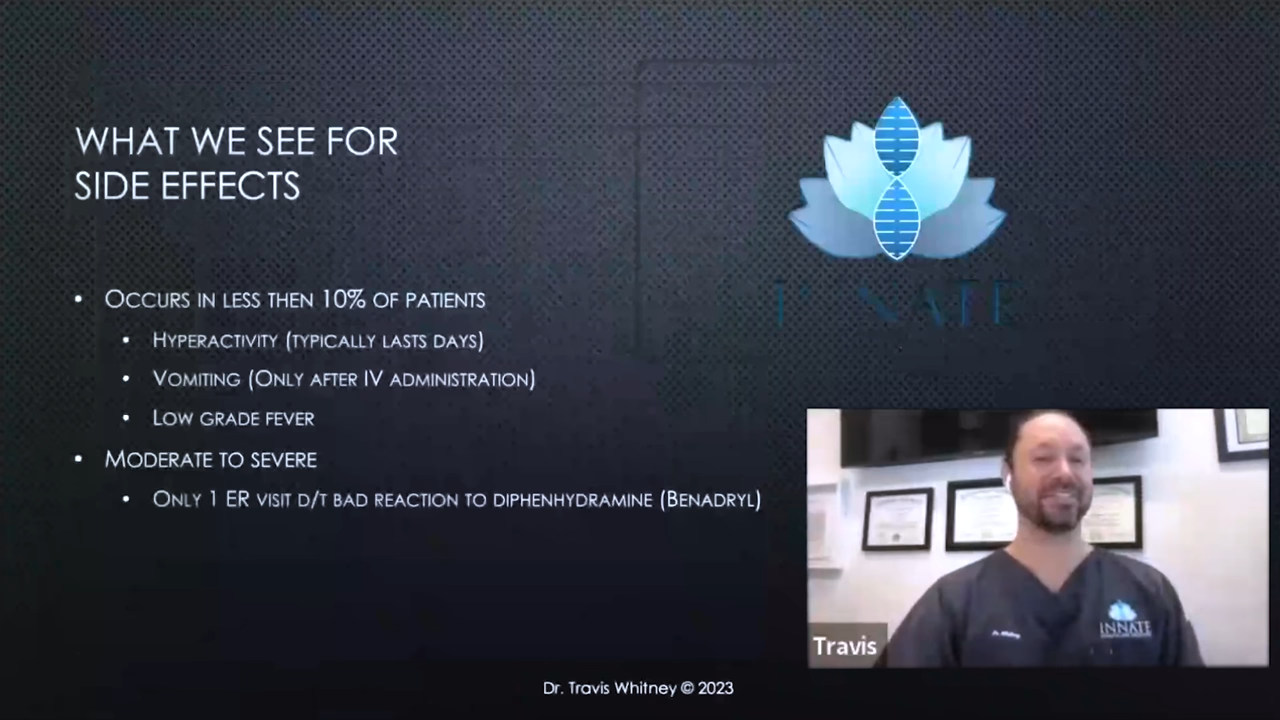 WHAT WE SEE FOR
SIDE EFFECTS
INNATE
• OCCURS IN LESS THEN 10% OF PATIENTS
• HYPERACTIVITY (TYPICALLY LASTS DAYS)
• VOMITING (ONLY AFTER IV ADMINISTRATION)
• LOW GRADE FEVER
• MODERATE TO SEVERE
• ONLY 1 ER VISIT D/T BAD REACTION TO DIPHENHYDRAMINE (BENADRYL)
INNATE
Travis
Dr. Travis Whitney © 2023